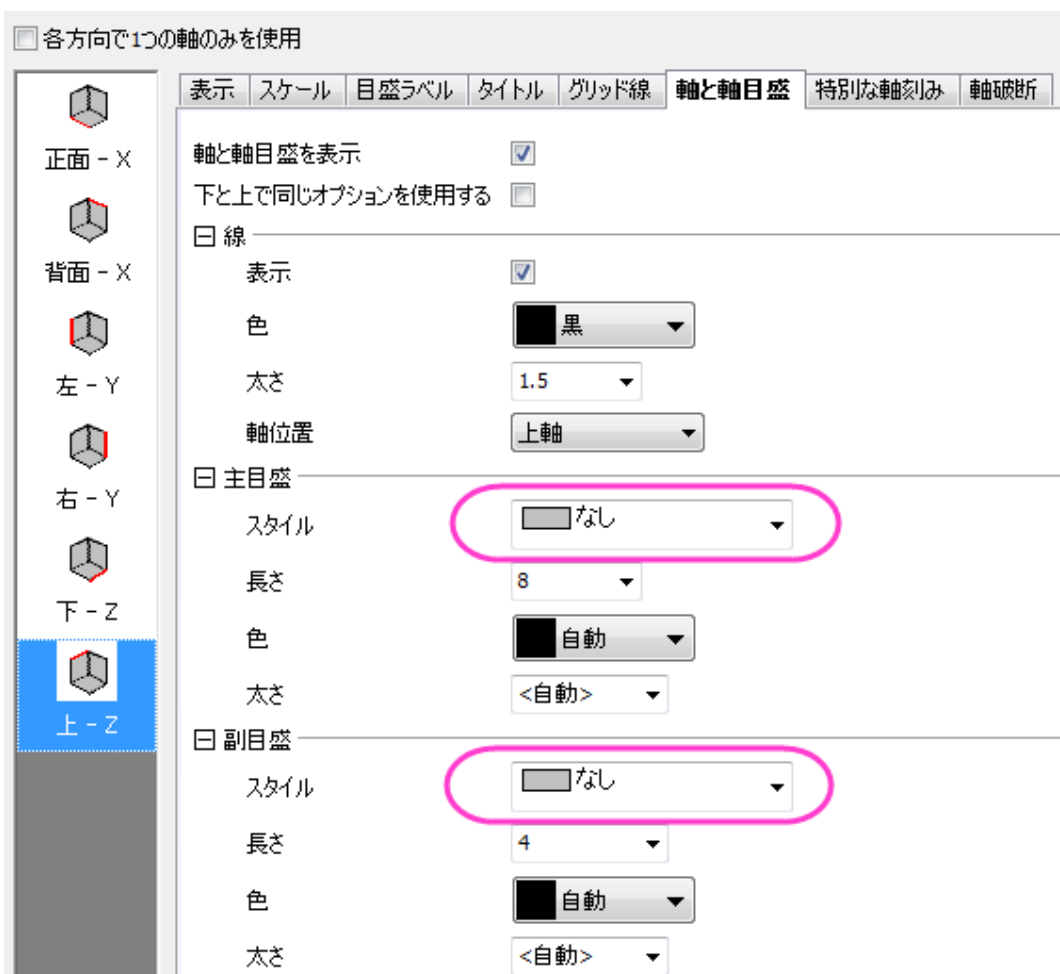 各方向で1つの軸のみを使用
表示 スケール 目盛ラベル タイトル グリッド線 軸と軸目盛 特別な軸刻み 軸破断
正面 - X
背面 - X
左 - Y
右 - Y
下 - Z
上 - Z
軸と軸目盛を表示
下と上で同じオプションを使用する
線
表示
色 黒
太さ 1.5
軸位置 上軸
主目盛
スタイル なし
長さ 8
色 自動
太さ <自動>
副目盛
スタイル なし
長さ 4
色 自動
太さ <自動>